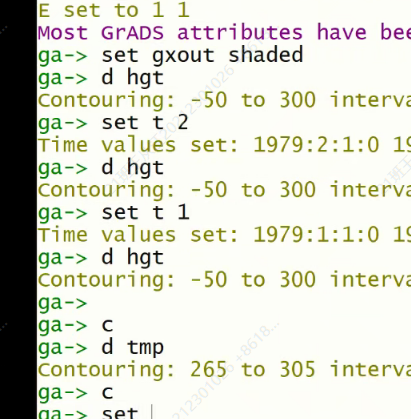 E set to 1 1
Most GrADS attributes have bee
ga-> set gxout shaded
ga-> d hgt
Contouring: -50 to 300 interva
ga-> set t 2
Time values set: 1979:2:1:0 19
ga-> d hgt
Contouring: -50 to 300 interva
ga-> set t 1
Time values set: 1979:1:1:0 19
ga-> d hgt
Contouring: -50 to 300 interva
ga->
ga-> c
ga-> d tmp
Contouring: 265 to 305 interva
ga-> c
ga-> set